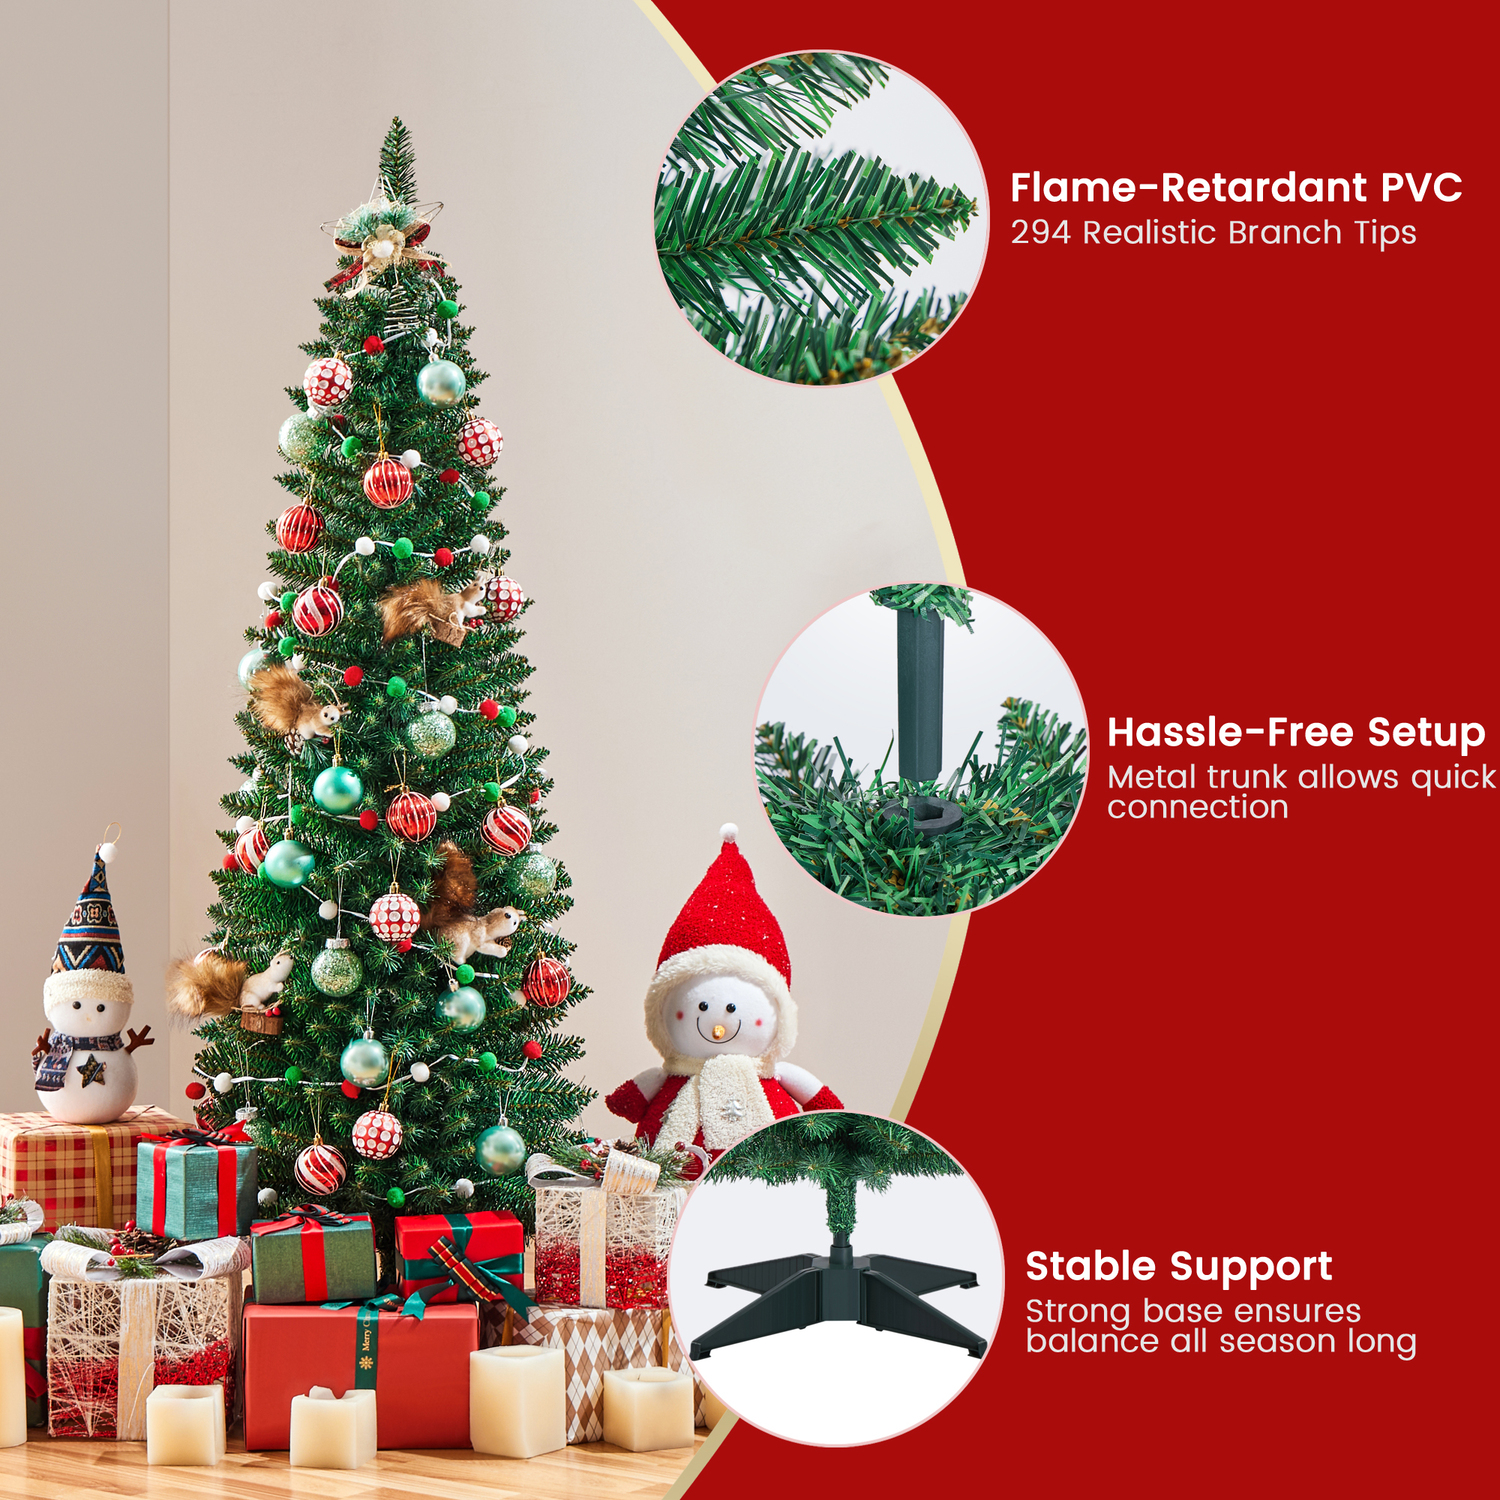 Flame-Retardant PVC
294 Realistic Branch Tips
Hassle-Free Setup
Metal trunk allows quick
connection
Stable Support
Strong base ensures
balance all season long
Merry C